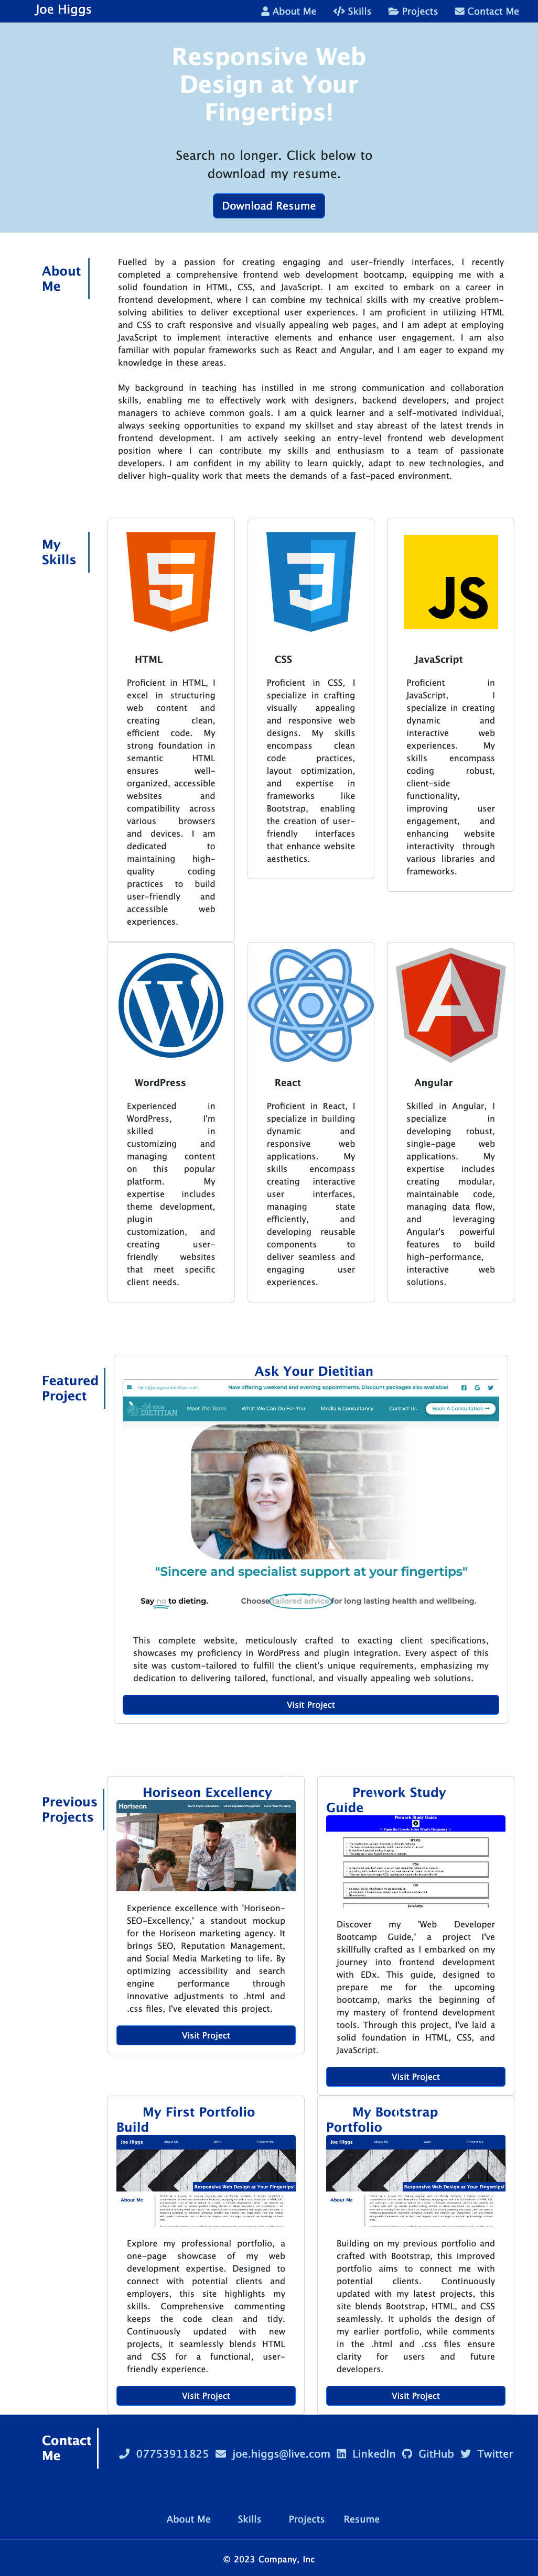 Joe Higgs
About Me
Skills
Projects
Contact Me
Responsive Web
Design at Your
Fingertips!
Search no longer. Click below to
download my resume.
Download Resume
About
Me
Fuelled by a passion for creating engaging and user-friendly interfaces, I recently
completed a comprehensive frontend web development bootcamp, equipping me with a
solid foundation in HTML, CSS, and JavaScript. I am excited to embark on a career in
frontend development, where I can combine my technical skills with my creative problem-
solving abilities to deliver exceptional user experiences. I am proficient in utilizing HTML
and CSS to craft responsive and visually appealing web pages, and I am adept at employing
JavaScript to implement interactive elements and enhance user engagement. I am also
familiar with popular frameworks such as React and Angular, and I am eager to expand my
knowledge in these areas.
My background in teaching has instilled in me strong communication and collaboration
skills, enabling me to effectively work with designers, backend developers, and project
managers to achieve common goals. I am a quick learner and a self-motivated individual,
always seeking opportunities to expand my skillset and stay abreast of the latest trends in
frontend development. I am actively seeking an entry-level frontend web development
position where I can contribute my skills and enthusiasm to a team of passionate
developers. I am confident in my ability to learn quickly, adapt to new technologies, and
deliver high-quality work that meets the demands of a fast-paced environment.
My
Skills
5
HTML
Proficient in HTML, I
excel in structuring
web content and
creating clean,
efficient code. My
strong foundation in
semantic HTML
ensures well-
organized, accessible
websites and
compatibility across
various browsers
and devices. I am
dedicated to
maintaining high-
quality coding
practices to build
user-friendly and
accessible web
experiences.
3
CSS
Proficient in CSS, I
specialize in crafting
visually appealing
and responsive web
designs. My skills
encompass clean
code practices,
layout optimization,
and expertise in
frameworks like
Bootstrap, enabling
the creation of user-
friendly interfaces
that enhance website
aesthetics.
JS
JavaScript
Proficient in
JavaScript, I
specialize in creating
dynamic and
interactive web
experiences. My
skills encompass
coding robust,
client-side
functionality,
improving user
engagement, and
enhancing website
interactivity through
various libraries and
frameworks.
W
WordPress
Experienced in
WordPress, I'm
skilled in
customizing and
managing content
on this popular
platform. My
expertise includes
theme development,
plugin
customization, and
creating user-
friendly websites
that meet specific
client needs.
React
Proficient in React, I
specialize in building
dynamic and
responsive web
applications. My
skills encompass
creating interactive
user interfaces,
managing state
efficiently, and
developing reusable
components to
deliver seamless and
engaging user
experiences.
A
Angular
Skilled in Angular, I
specialize in
developing robust,
single-page web
applications. My
expertise includes
creating modular,
maintainable code,
managing data flow,
and leveraging
Angular's powerful
features to build
high-performance,
interactive web
solutions.
Featured
Project
Ask Your Dietitian
hello@askyourdietitian.com
Now offering weekend and evening appointments. Discount packages also available!
Ask YOUR
DIETITIAN
Meet The Team
What We Can Do For You
Media & Consultancy
Contact Us
Book A Consultation
"Sincere and specialist support at your fingertips"
Say no to dieting.
Choose tailored advice for long lasting health and wellbeing.
This complete website, meticulously crafted to exacting client specifications,
showcases my proficiency in WordPress and plugin integration. Every aspect of this
site was custom-tailored to fulfill the client's unique requirements, emphasizing my
dedication to delivering tailored, functional, and visually appealing web solutions.
Visit Project
Previous
Projects
Horiseon Excellency
Horiseon
Experience excellence with 'Horiseon-
SEO-Excellency,' a standout mockup
for the Horiseon marketing agency. It
brings SEO, Reputation Management,
and Social Media Marketing to life. By
optimizing accessibility and search
engine performance through
innovative adjustments to .html and
.css files, I've elevated this project.
Visit Project
Prework Study
Guide
Prework Study Guide
HTML
CSS
Git
JavaScript
Discover my 'Web Developer
Bootcamp Guide,' a project I've
skillfully crafted as I embarked on my
journey into frontend development
with EDx. This guide, designed to
prepare me for the upcoming
bootcamp, marks the beginning of
my mastery of frontend development
tools. Through this project, I've laid a
solid foundation in HTML, CSS, and
JavaScript.
Visit Project
My First Portfolio
Build
Joe Higgs
About Me
Work
Contact Me
Responsive Web Design at Your Fingertips!
About Me
Explore my professional portfolio, a
one-page showcase of my web
development expertise. Designed to
connect with potential clients and
employers, this site highlights my
skills. Comprehensive commenting
keeps the code clean and tidy.
Continuously updated with new
projects, it seamlessly blends HTML
and CSS for a functional, user-
friendly experience.
Visit Project
My Bootstrap
Portfolio
Joe Higgs
About Me
Work
Contact Me
Responsive Web Design at Your Fingertips!
About Me
Building on my previous portfolio and
crafted with Bootstrap, this improved
portfolio aims to connect me with
potential clients. Continuously
updated with my latest projects, this
site blends Bootstrap, HTML, and CSS
seamlessly. It upholds the design of
my earlier portfolio, while comments
in the .html and .css files ensure
clarity for users and future
developers.
Visit Project
Contact
Me
07753911825
joe.higgs@live.com
LinkedIn
GitHub
Twitter
About Me
Skills
Projects
Resume
© 2023 Company, Inc